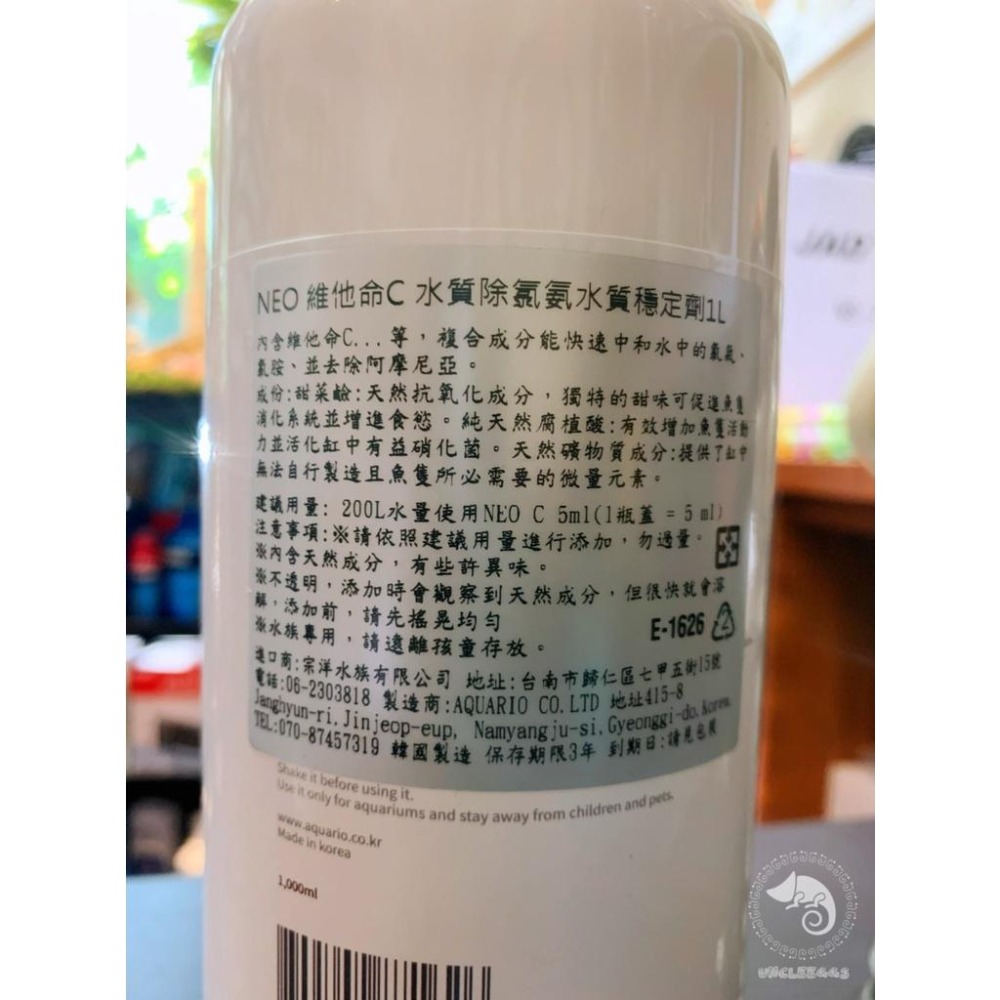 NEO 維他命C 水質除氯氨水質穩定劑1L
內含維他命C...等，複合成分能快速中和水中的氯氣、
氯胺、並去除阿摩尼亞。
成份:甜菜鹼:天然抗氧化成分，獨特的甜味可促進魚隻
消化系統並增進食慾。純天然腐植酸:有效增加魚隻活動
力並活化缸中有益硝化菌。天然礦物質成分:提供了缸中
無法自行製造且魚隻所必需要的微量元素。
建議用量: 200L水量使用NEO C 5ml(1瓶蓋 = 5 ml)
注意事項:※請依照建議用量進行添加，勿過量。
※內含天然成分，有些許異味。
※不透明，添加時會觀察到天然成分，但很快就會溶
解，添加前，請先搖晃均勻
※水族專用，請遠離孩童存放。
E-1626
2
進口商:宗洋水族有限公司 地址:台南市歸仁區七甲五街15號
電話:06-2303818 製造商:AQUARIO CO.LTD 地址415-8
Janghyun-ri,Jinjeop-eup, Namyangju-si,Gyeonggi-do,Korea
TEL:070-87457319 韓國製造 保存期限3年 到期日:請見包裝
Shake it before using it.
Use it only for aquariums and stay away from children and pets.
www.aquario.co.kr
Made in korea
1,000ml